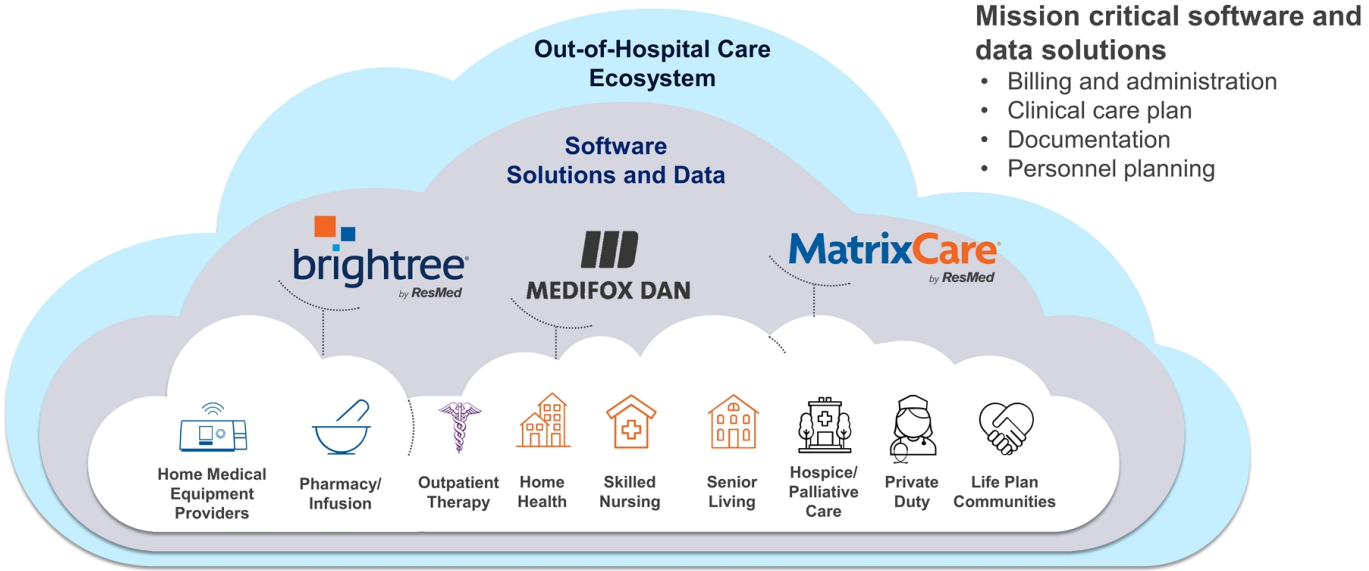 Mission critical software and
data solutions
• Billing and administration
• Clinical care plan
• Documentation
• Personnel planning
Out-of-Hospital Care
Ecosystem
Software
Solutions and Data
brightree®
by ResMed
MEDIFOX DAN
MatrixCare®
by ResMed
Home Medical
Equipment
Providers
Pharmacy/
Infusion
Outpatient
Therapy
Home
Health
Skilled
Nursing
Senior
Living
Hospice/
Palliative
Care
Private
Duty
Life Plan
Communities